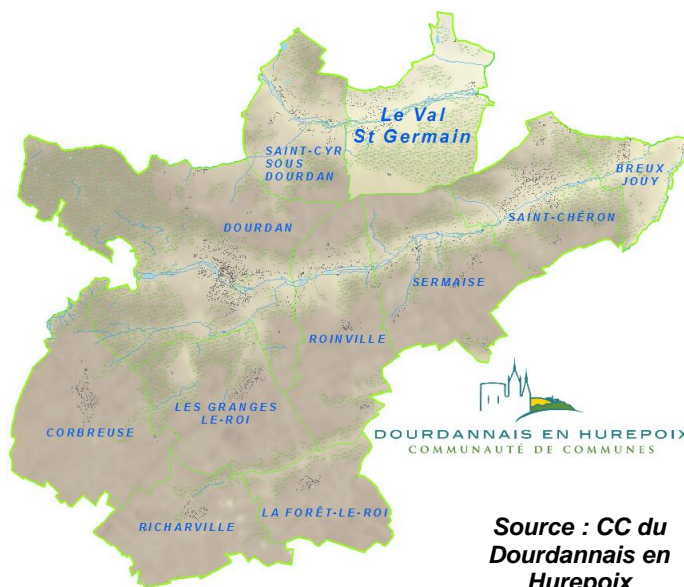 Le Val
St Germain
SAINT-CYR
SOUS
DOURDAN
BREUX
JOUY
SAINT-CHÉRON
DOURDAN
SERMAISE
ROINVILLE
LES GRANGES
LE-ROI
CORBREUSE
DOURDANNAIS EN HUREPOIX
COMMUNAUTÉ DE COMMUNES
LA FORÊT-LE-ROI
RICHARVILLE
Source : CC du
Dourdannais en
Hurepoix